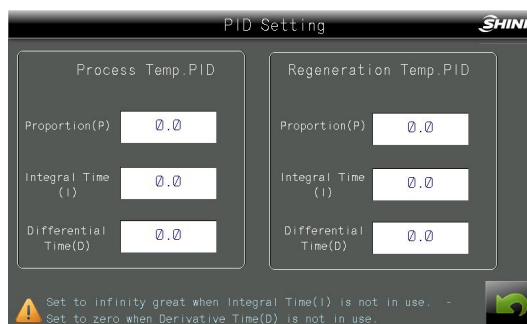 PID Setting
SHINI
Process Temp.PID
Proportion(P)
0.0
Integral Time
(I)
0.0
Differential
Time(D)
0.0
Regeneration Temp.PID
Proportion(P)
0.0
Integral Time
(I)
0.0
Differential
Time(D)
0.0
Set to infinity great when Integral Time(I) is not in use. -
Set to zero when Derivative Time(D) is not in use.